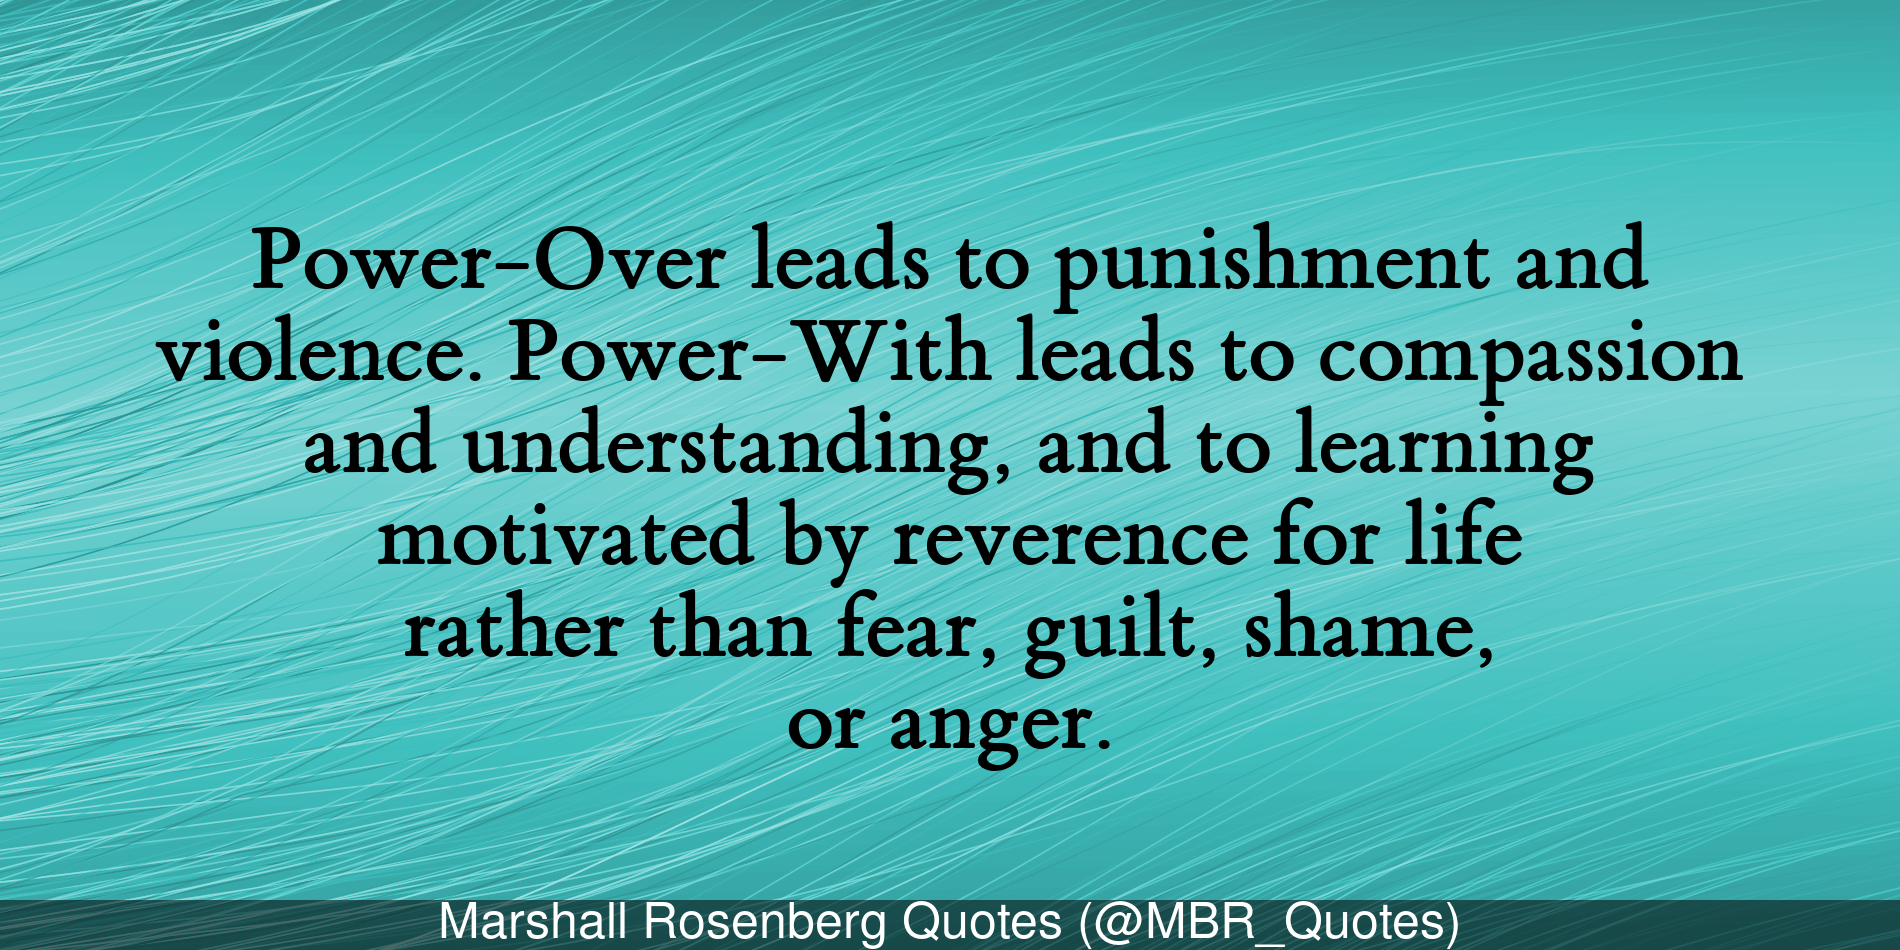 Power-Over leads to punishment and
violence. Power-With leads to compassion
and understanding, and to learning
motivated by reverence for life
rather than fear, guilt, shame,
or anger.
Marshall Rosenberg Quotes (@MBR_Quotes)